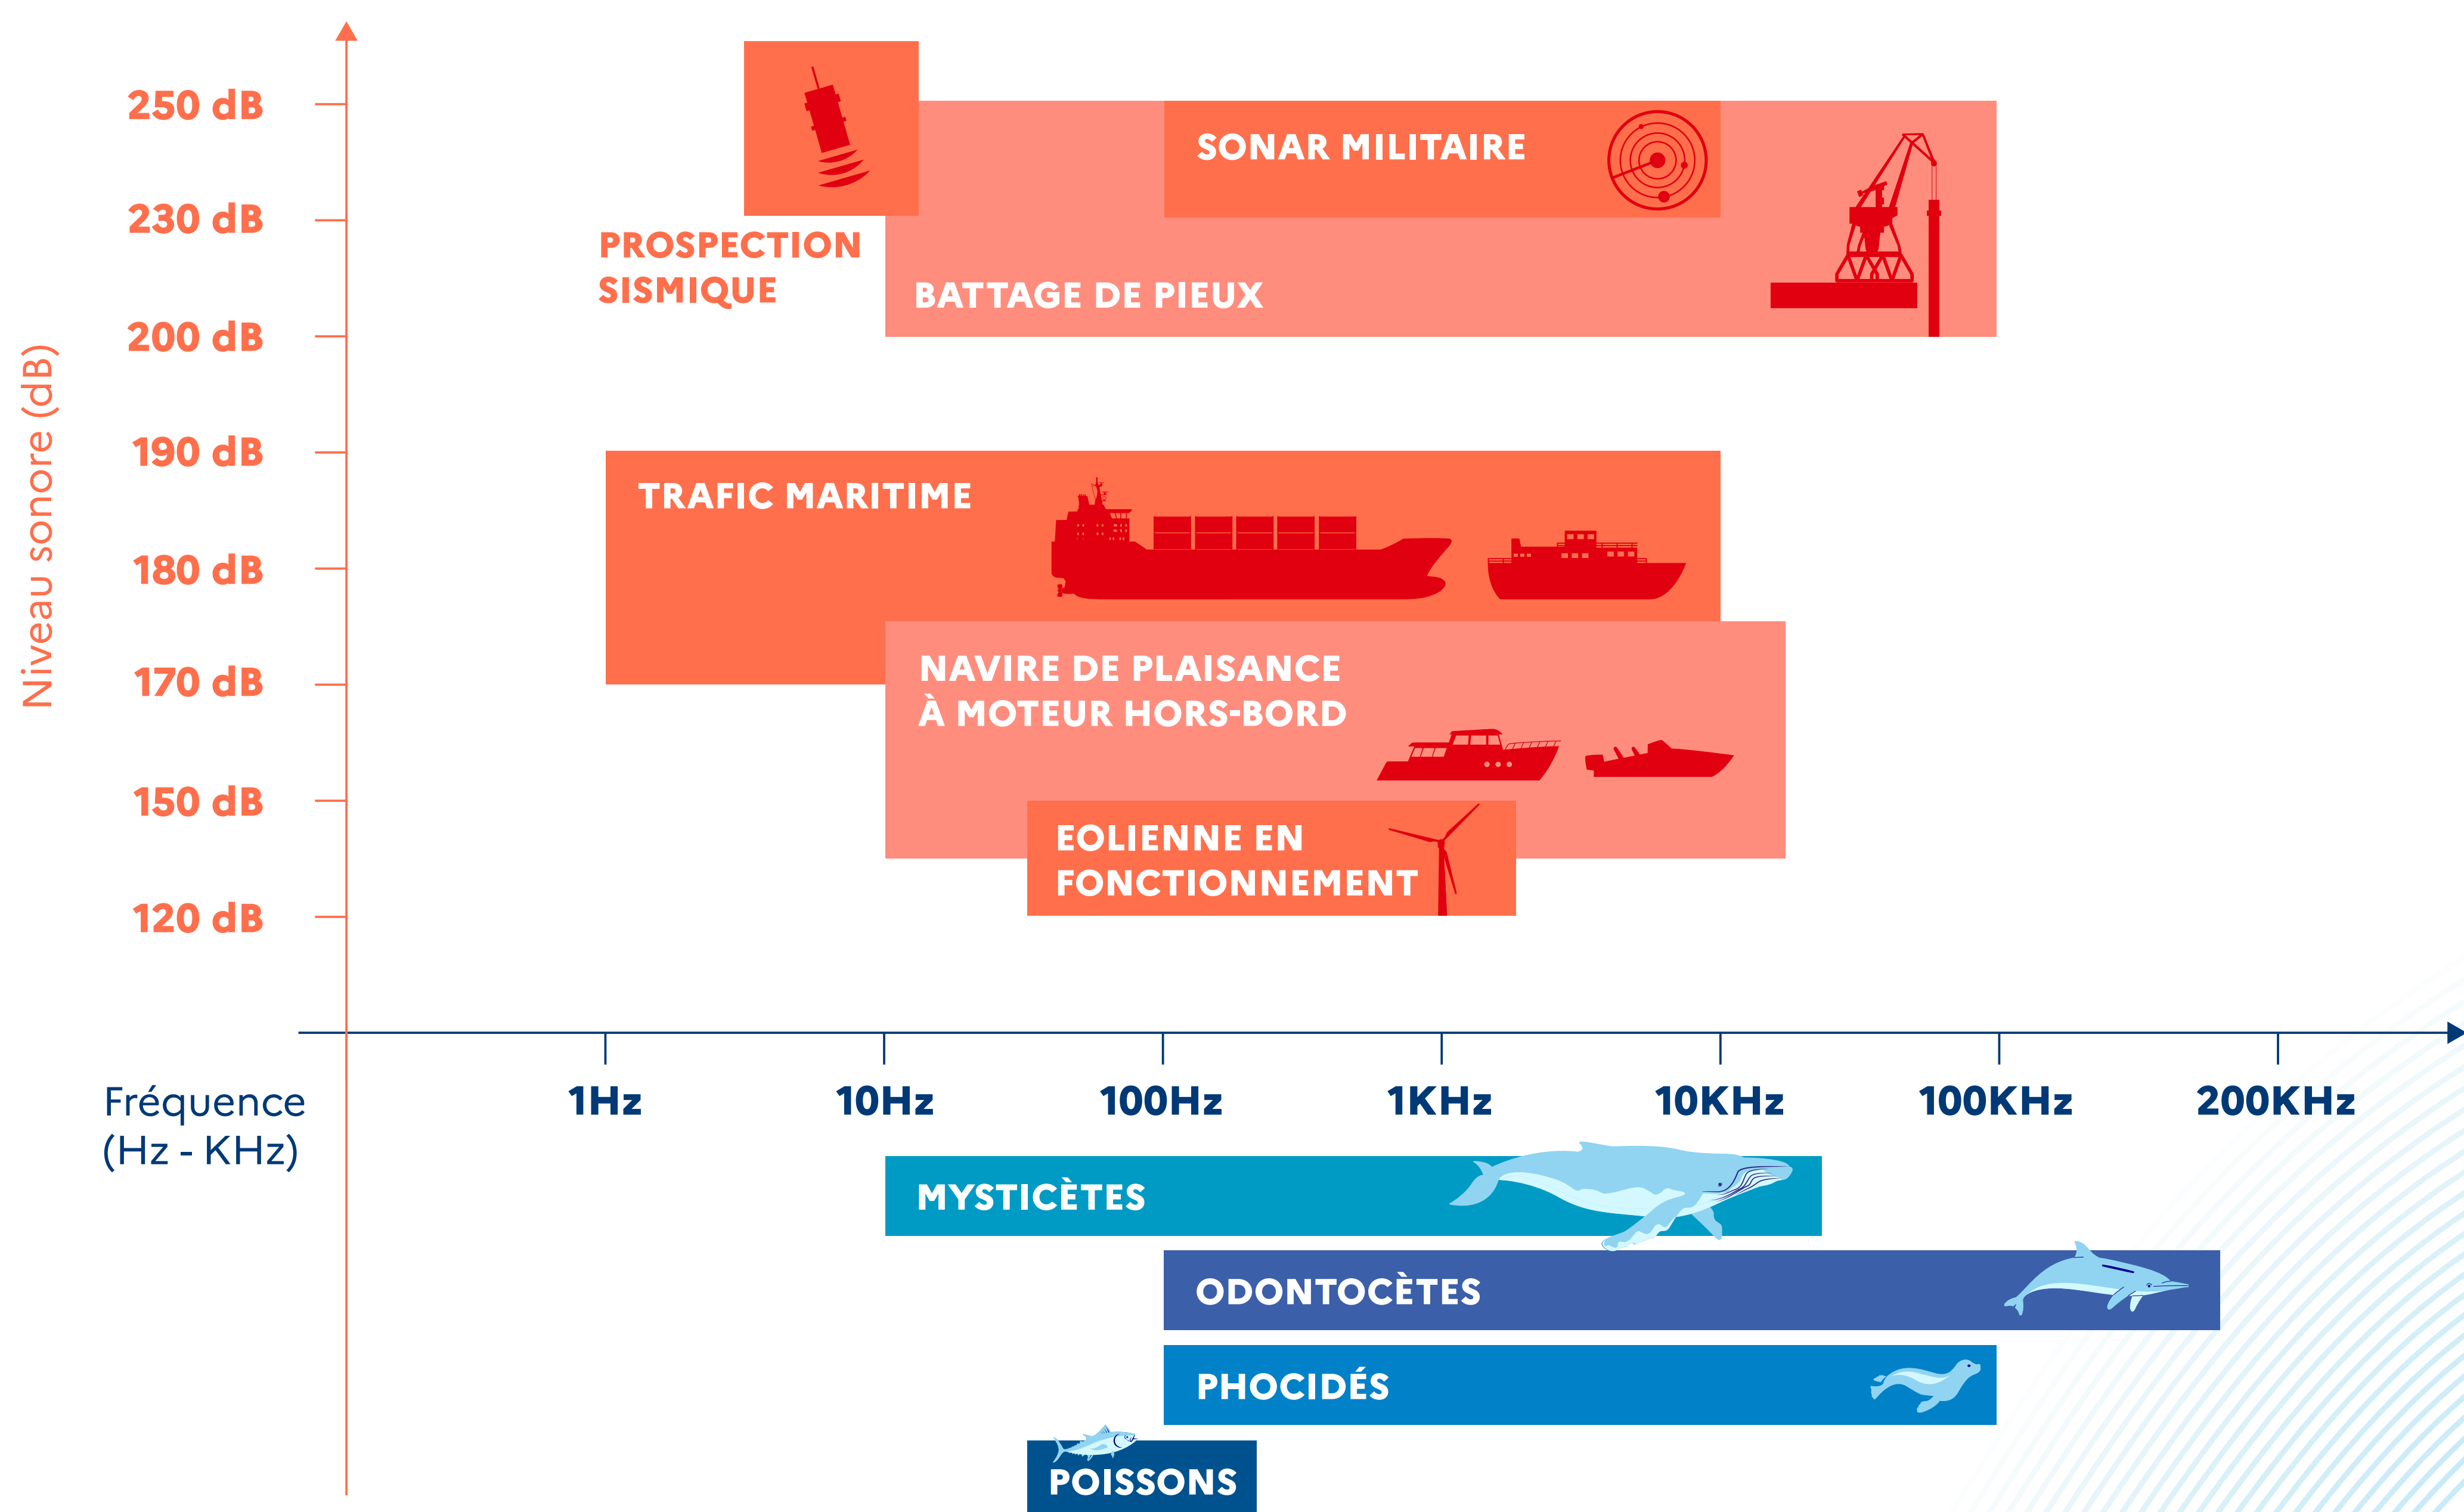 250 dB
230 dB
200 dB
190 dB
180 dB
170 dB
150 dB
120 dB
Niveau sonore (dB)
SONAR MILITAIRE
PROSPECTION
SISMIQUE
BATTAGE DE PIEUX
TRAFIC MARITIME
NAVIRE DE PLAISANCE
À MOTEUR HORS-BORD
EOLIENNE EN
FONCTIONNEMENT
Fréquence
(Hz - KHz)
1Hz
10Hz
100Hz
1KHz
10KHz
100KHz
200KHz
MYSTICÈTES
ODONTOCÈTES
PHOCIDÉS
POISSONS